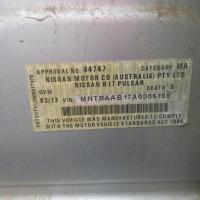 APPROVAL NO. 44747 CATEGORY MA
NISSAN MOTOR CO (AUSTRALIA) PTY LTD
NISSAN B17 PULSAR
GVM SEATS 5
03/13 VIN MNTBAAB17A0006105
THIS VEHICLE WAS MANUFACTURED TO COMPLY
WITH THE MOTOR VEHICLE
STANDARDS ACT 1989